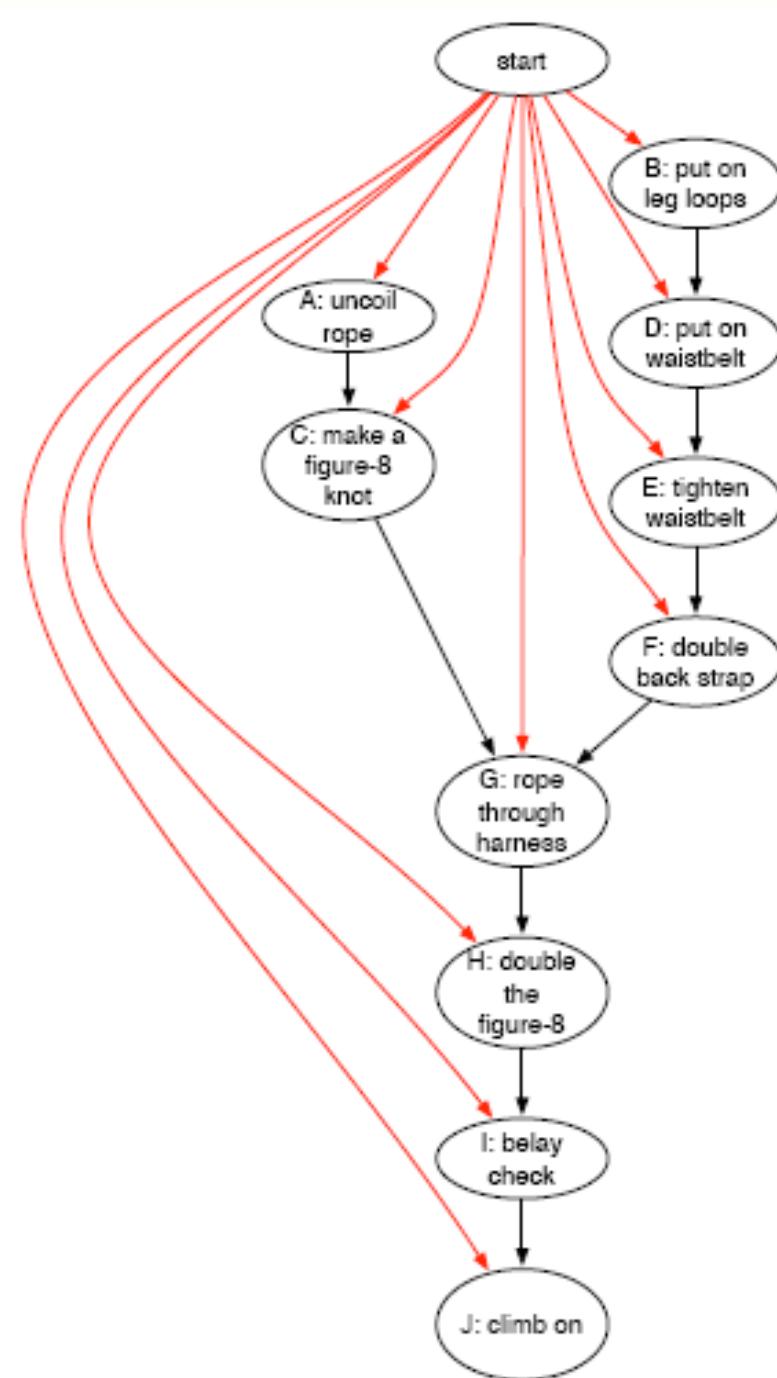 start
B: put on
leg loops
A: uncoil
rope
D: put on
waistbelt
C: make a
figure-8
knot
E: tighten
waistbelt
F: double
back strap
G: rope
through
harness
H: double
the
figure-8
I: belay
check
J: climb on